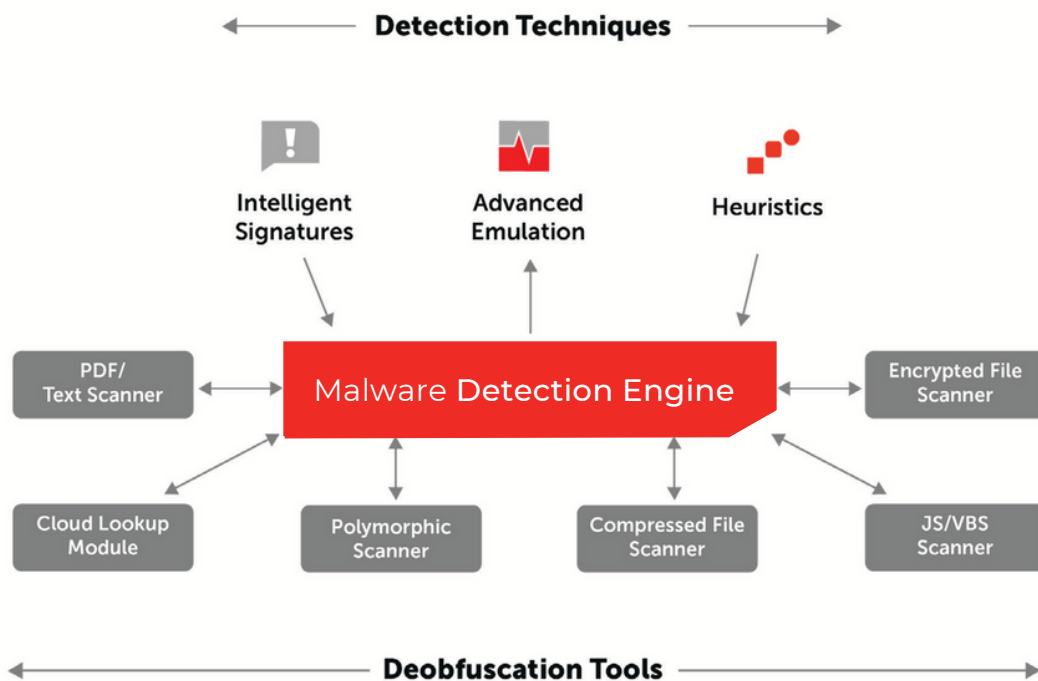 Detection Techniques
Intelligent
Signatures
Advanced
Emulation
Heuristics
Malware Detection Engine
PDF/
Text Scanner
Encrypted File
Scanner
Cloud Lookup
Module
Polymorphic
Scanner
Compressed File
Scanner
JS/VBS
Scanner
Deobfuscation Tools